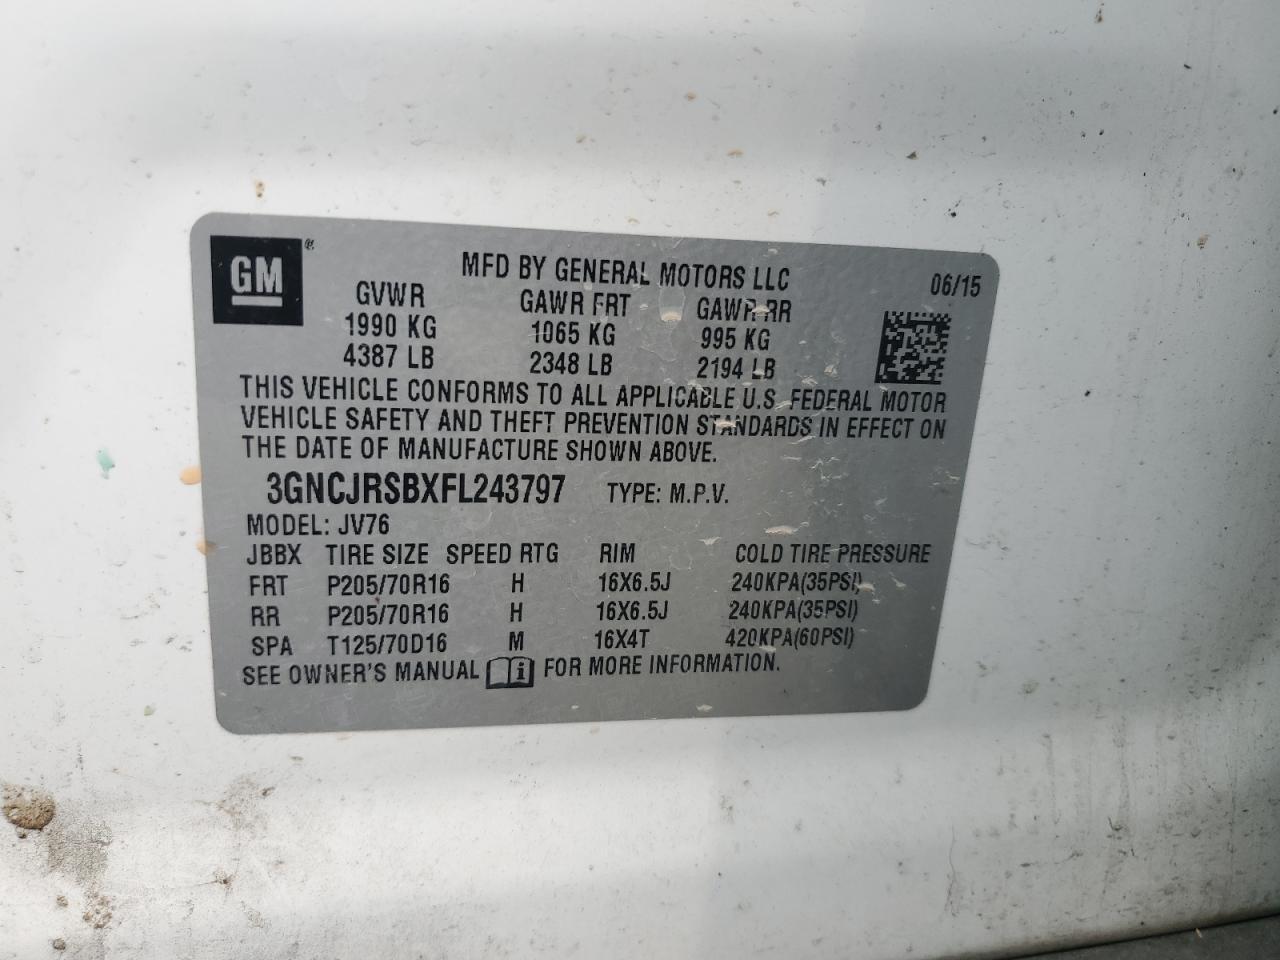 GM ®
MFD BY GENERAL MOTORS LLC 06/15
GVWR GAWR FRT GAWR RR
1990 KG 1065 KG 995 KG
4387 LB 2348 LB 2194 LB
THIS VEHICLE CONFORMS TO ALL APPLICABLE U.S. FEDERAL MOTOR
VEHICLE SAFETY AND THEFT PREVENTION STANDARDS IN EFFECT ON
THE DATE OF MANUFACTURE SHOWN ABOVE.
3GNCJRSBXFL243797 TYPE: M.P.V.
MODEL: JV76
JBBX TIRE SIZE SPEED RTG RIM COLD TIRE PRESSURE
FRT P205/70R16 H 16X6.5J 240KPA(35PSI)
RR P205/70R16 H 16X6.5J 240KPA(35PSI)
SPA T125/70D16 M 16X4T 420KPA(60PSI)
SEE OWNER'S MANUAL i FOR MORE INFORMATION.